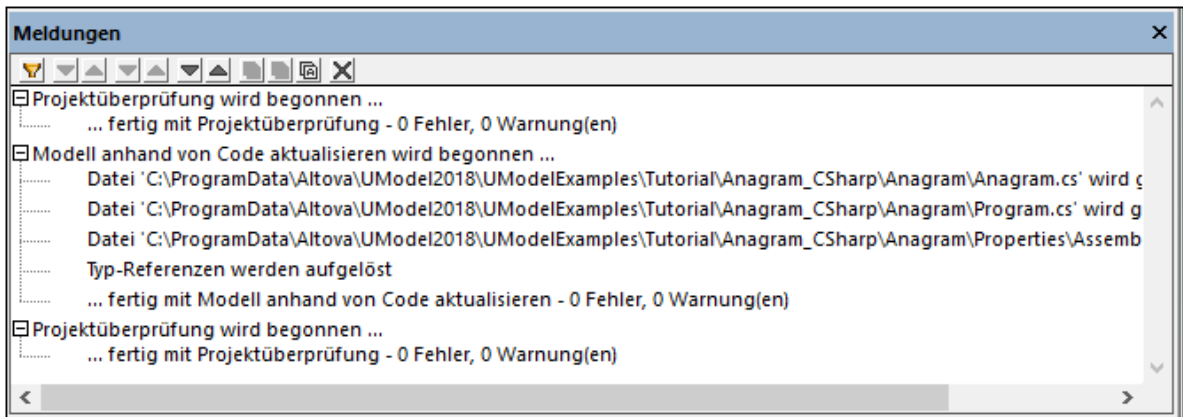 Meldungen
Projektüberprüfung wird begonnen ...
... fertig mit Projektüberprüfung - 0 Fehler, 0 Warnung(en)
Modell anhand von Code aktualisieren wird begonnen ...
Datei 'C:\ProgramData\Altova\UModel2018\UModelExamples\Tutorial\Anagram_CSharp\Anagram\Anagram.cs' wird g
Datei 'C:\ProgramData\Altova\UModel2018\UModelExamples\Tutorial\Anagram_CSharp\Anagram\Program.cs' wird g
Datei 'C:\ProgramData\Altova\UModel2018\UModelExamples\Tutorial\Anagram_CSharp\Anagram\Properties\Assemb
Typ-Referenzen werden aufgelöst
... fertig mit Modell anhand von Code aktualisieren - 0 Fehler, 0 Warnung(en)
Projektüberprüfung wird begonnen ...
... fertig mit Projektüberprüfung - 0 Fehler, 0 Warnung(en)